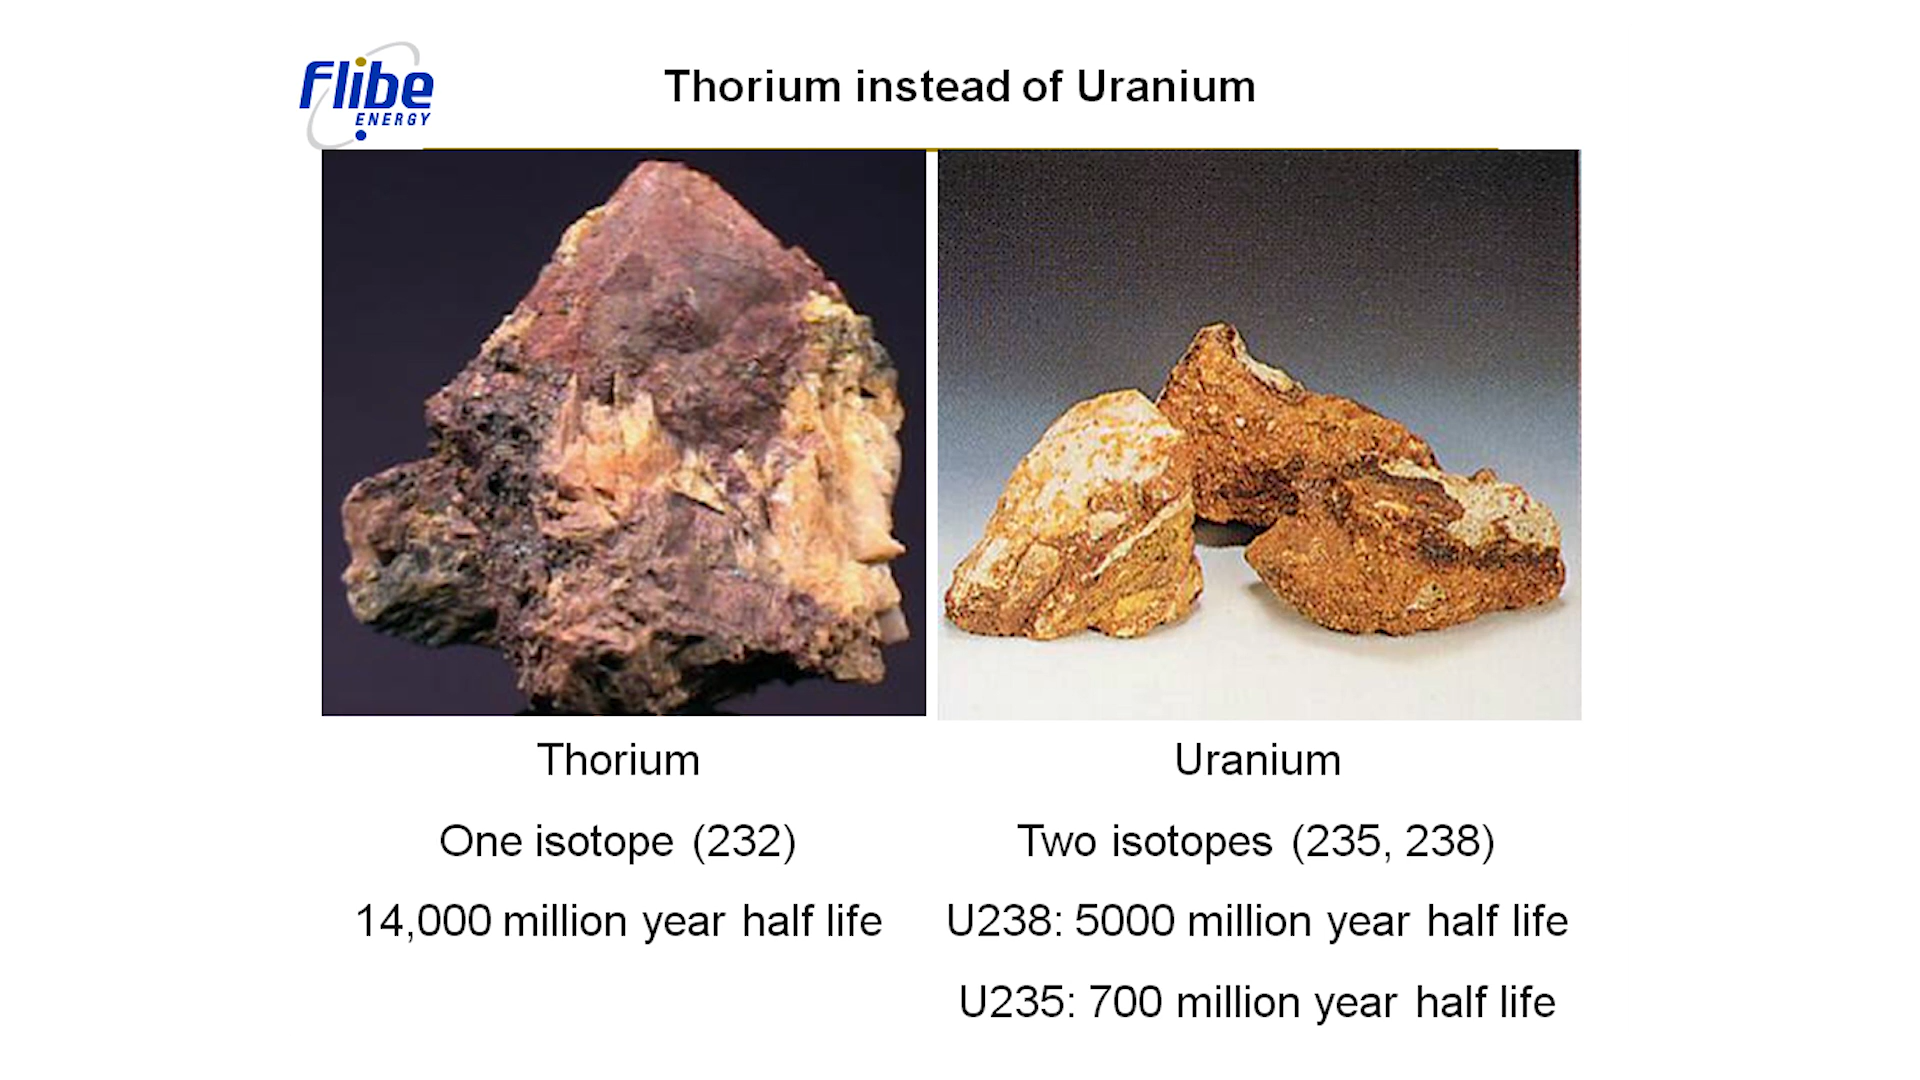 Flibe
ENERGY
Thorium instead of Uranium
Thorium
One isotope (232)
14,000 million year half life
Uranium
Two isotopes (235, 238)
U238: 5000 million year half life
U235: 700 million year half life